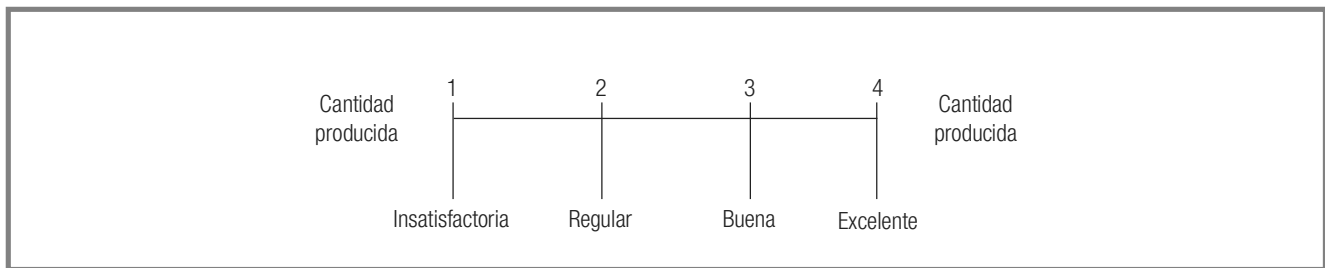 1 2 3 4
Cantidad
producida
Cantidad
producida
Insatisfactoria Regular Buena Excelente